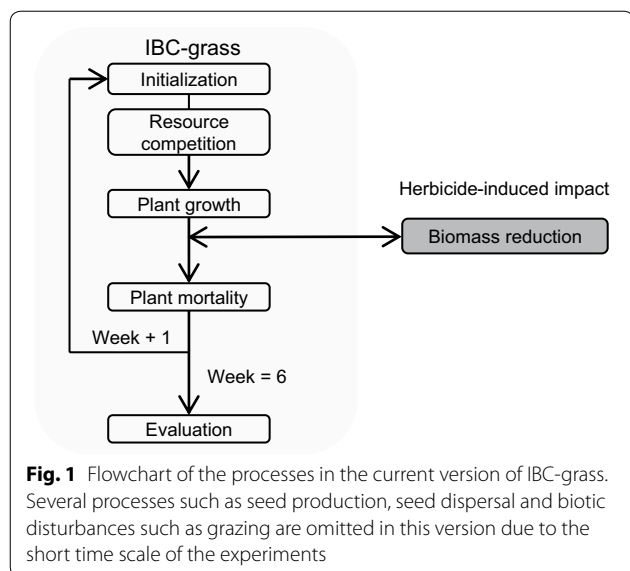 IBC-grass
Initialization
Resource
competition
Plant growth
Herbicide-induced impact
Biomass reduction
Plant mortality
Week + 1
Week = 6
Evaluation
Fig. 1 Flowchart of the processes in the current version of IBC-grass.
Several processes such as seed production, seed dispersal and biotic
disturbances such as grazing are omitted in this version due to the
short time scale of the experiments